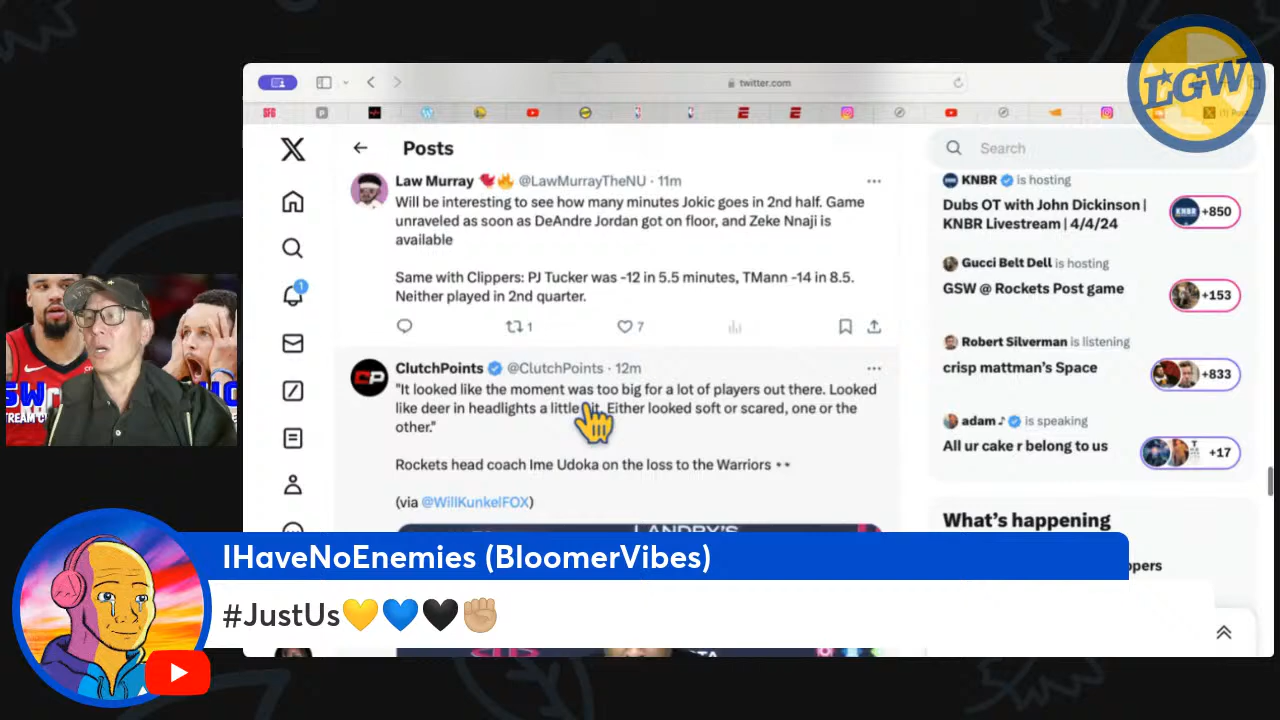 twitter.com
LGW
Posts
Search
Law Murray 🐦🔥 @LawMurrayTheNU · 11m
Will be interesting to see how many minutes Jokic goes in 2nd half. Game
unraveled as soon as DeAndre Jordan got on floor, and Zeke Nnaji is
available
Same with Clippers: PJ Tucker was -12 in 5.5 minutes, TMann -14 in 8.5.
Neither played in 2nd quarter.
1
7
1
ClutchPoints @ClutchPoints · 12m
"It looked like the moment was too big for a lot of players out there. Looked
like deer in headlights a little bit. Either looked soft or scared, one or the
other."
Rockets head coach Ime Udoka on the loss to the Warriors 👀
(via @WillKunkelFOX)
LANDRY'S
KNBR is hosting
Dubs OT with John Dickinson |
KNBR Livestream | 4/4/24
KNBR
+850
Gucci Belt Dell is hosting
GSW @ Rockets Post game
+153
Robert Silverman is listening
crisp mattman's Space
+833
adam ♪ is speaking
All ur cake r belong to us
+17
What's happening
IHaveNoEnemies (BloomerVibes)
#JustUs💛💙🖤✊🏼